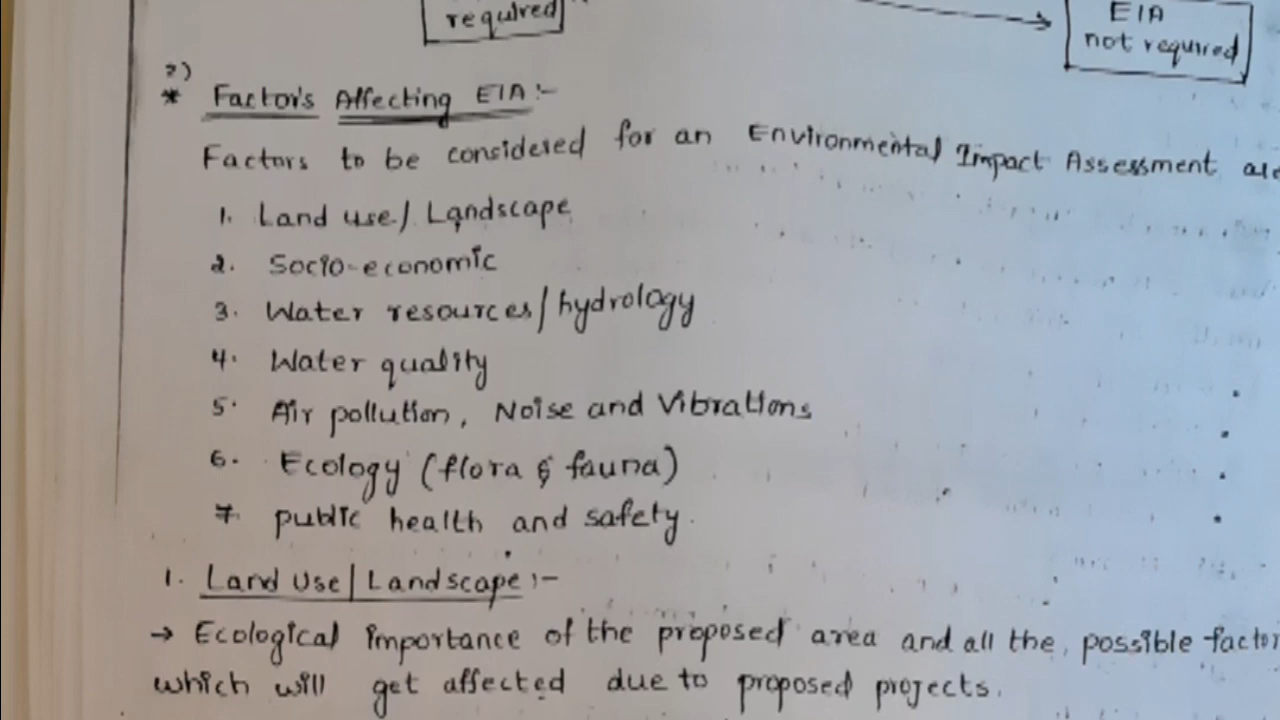 required
EIA
not required
2)
* Factor's Affecting EIA :-
Factors to be considered for an Environmental Impact Assessment are
1. Land use / Landscape
2. Socio-economic
3. Water resources / hydrology
4. Water quality
5. Air pollution, Noise and Vibrations
6. Ecology (flora & fauna)
7. public health and safety.
1. Land Use / Landscape :-
→ Ecological importance of the proposed area and all the possible factor
which will get affected due to proposed projects.